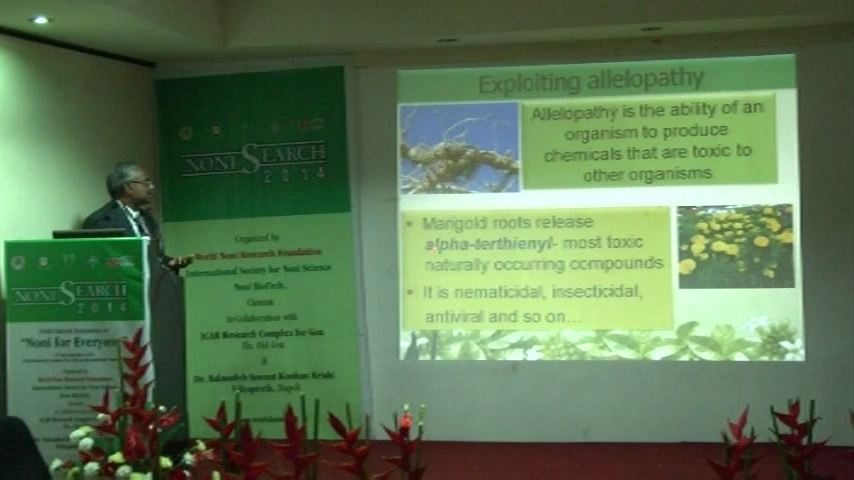 NONI SEARCH
2014
Organized by
World Noni Research Foundation
International Society for Noni Science
Noni BioTech,
Chennai
In Collaboration with
ICAR Research Complex for Goa
Ela, Old Goa
&
Dr. Balasaheb Sawant Konkan Krishi
Vidyapeeth, Dapoli
NONI SEARCH
2014
"Noni for Everyone
Exploiting allelopathy
Allelopathy is the ability of an
organism to produce
chemicals that are toxic to
other organisms
Marigold roots release
alpha-terthienyl- most toxic
naturally occurring compounds
It is nematicidal, insecticidal,
antiviral and so on...